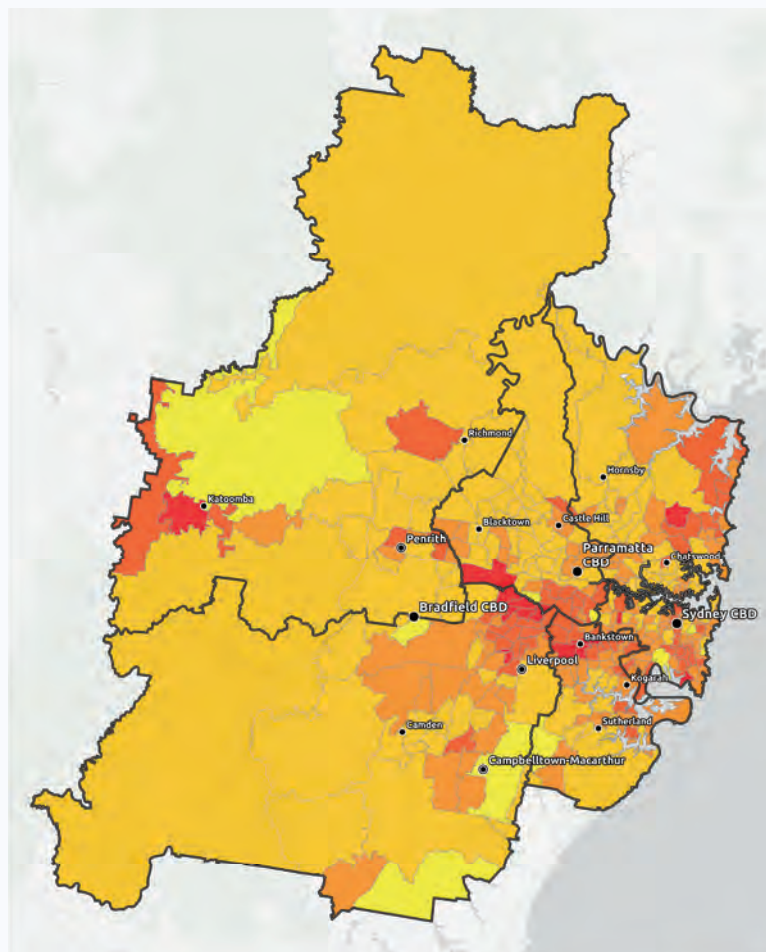 Richmond
Hornsby
Katoomba
Blacktown
Castle Hill
Penrith
Parramatta
CBD
Chatswood
Bradfield CBD
Sydney CBD
Bankstown
Liverpool
Kogarah
Camden
Sutherland
Campbelltown-Macarthur